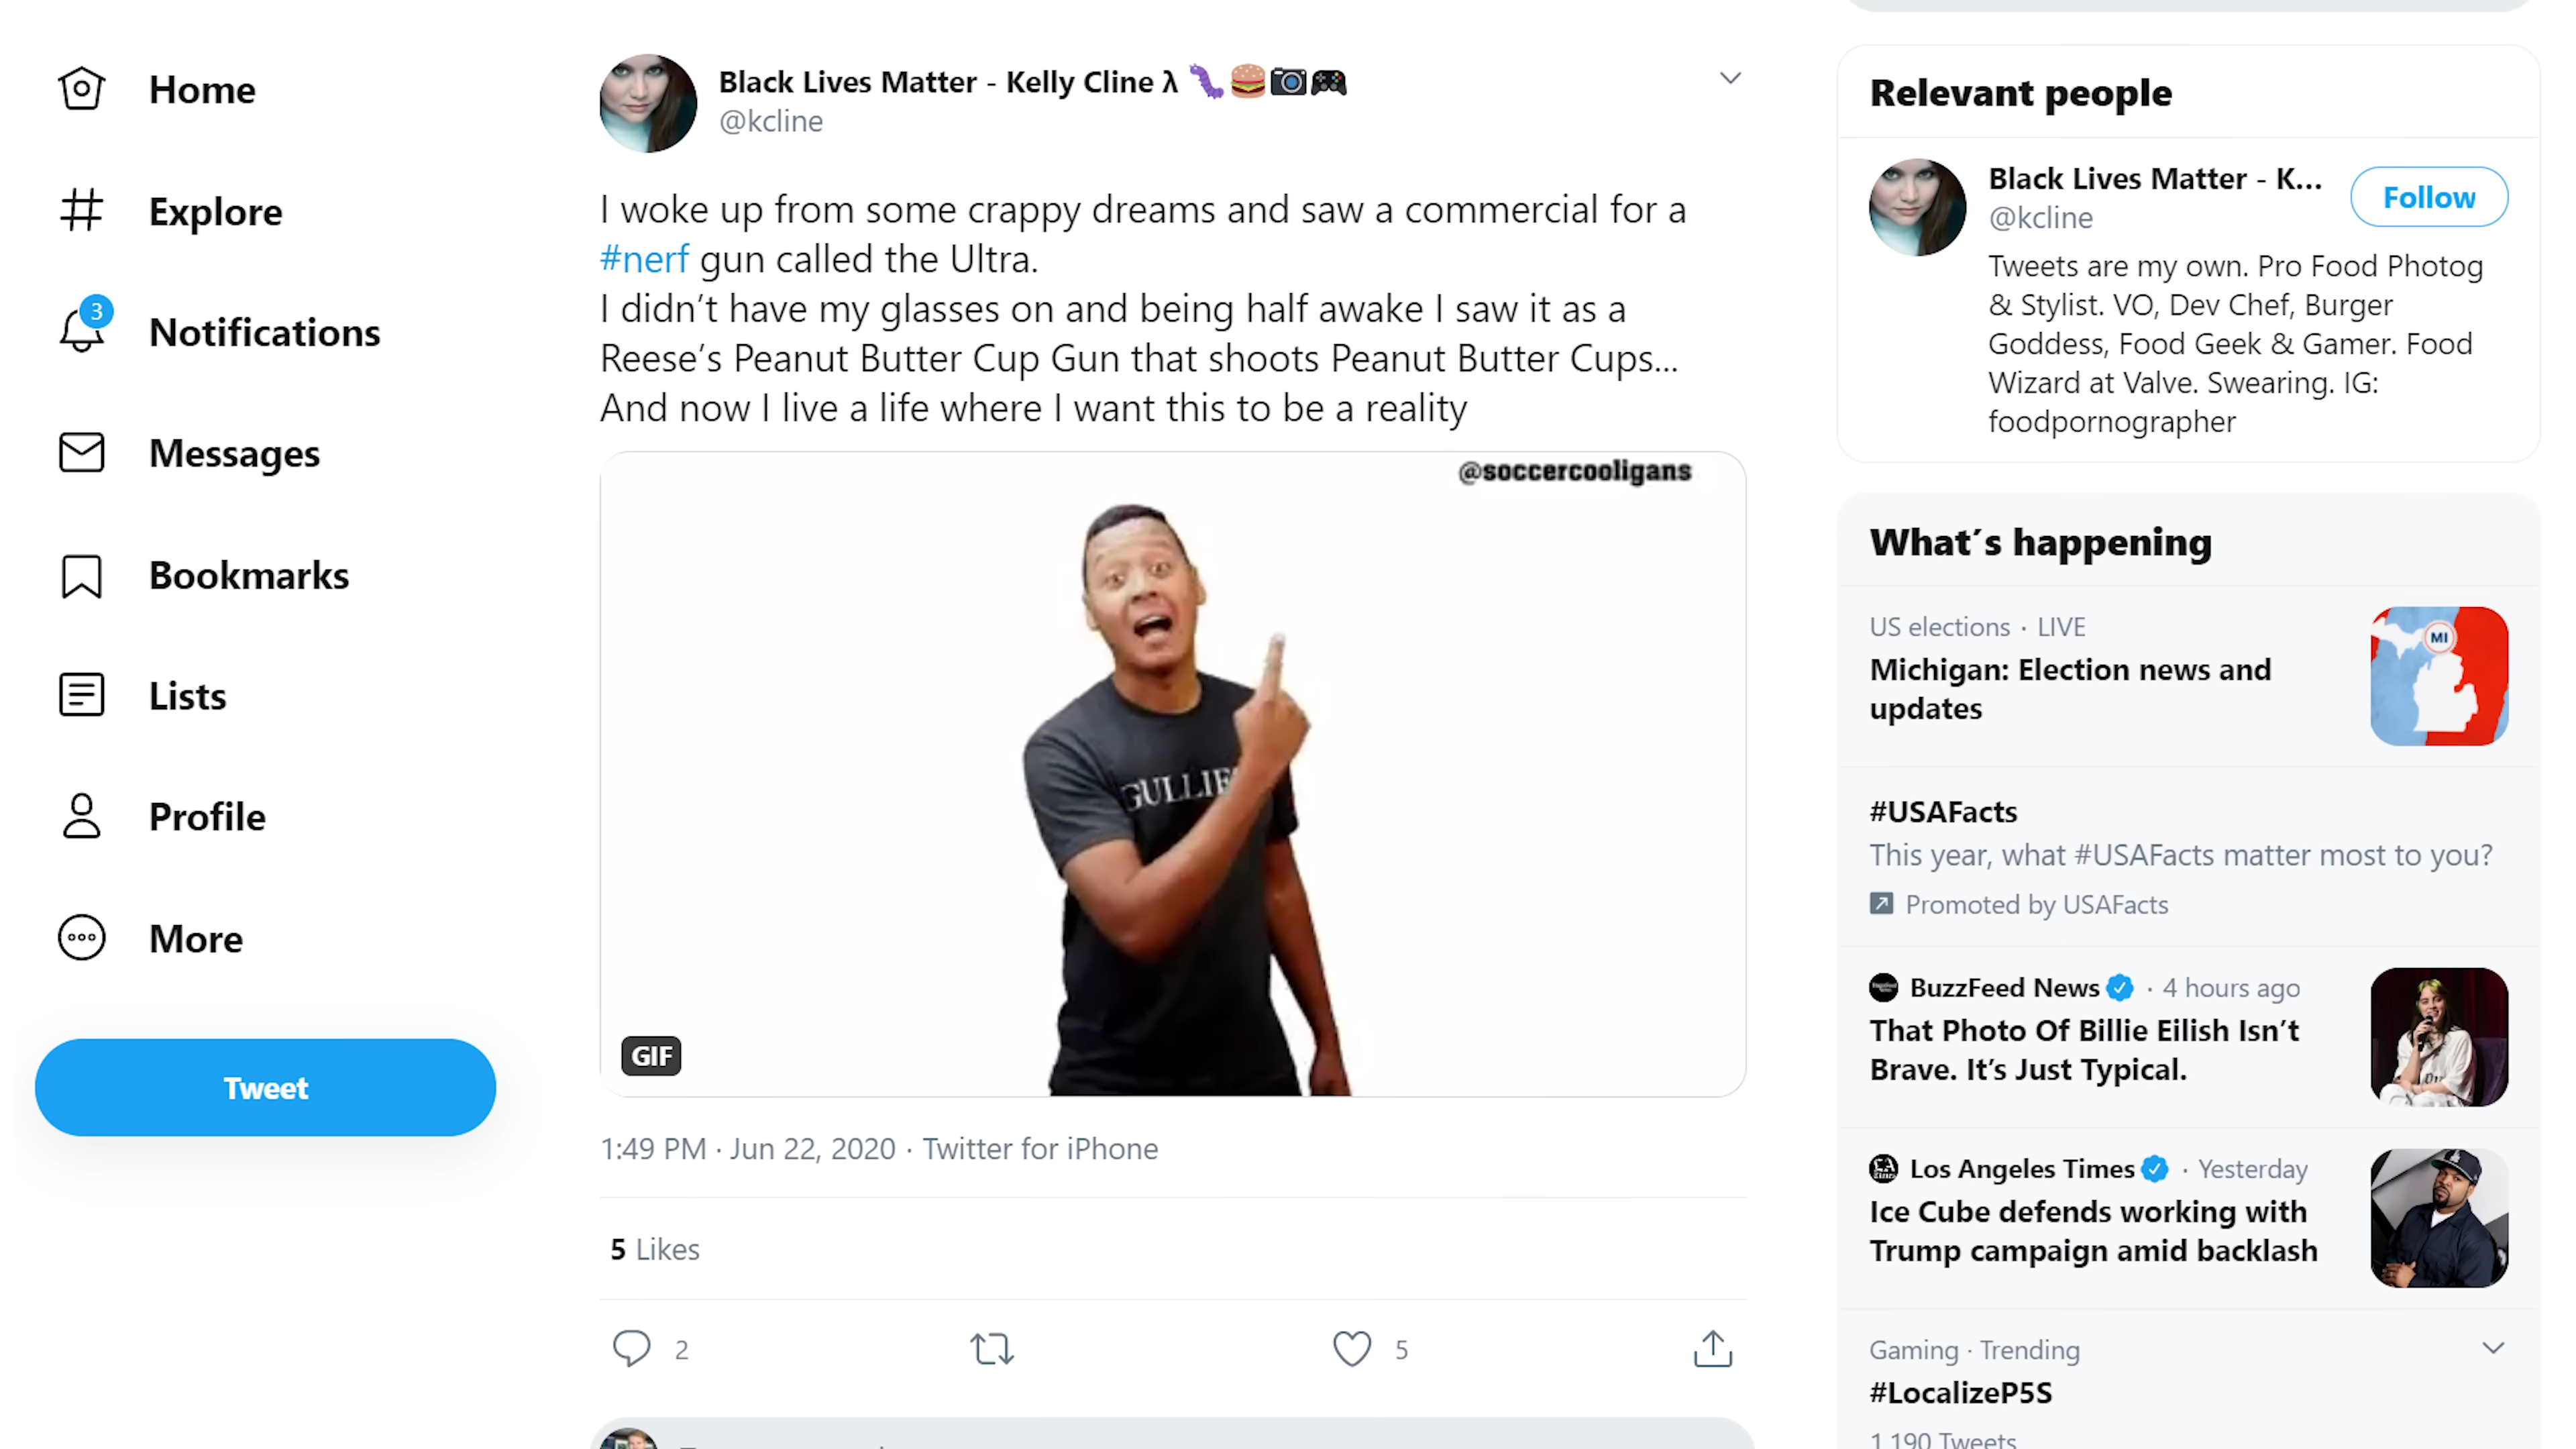 Home
Explore
3
Notifications
Messages
Bookmarks
Lists
Profile
More
Tweet
Black Lives Matter - Kelly Cline λ 🐛🍔📷🎮
@kcline
I woke up from some crappy dreams and saw a commercial for a
#nerf gun called the Ultra.
I didn’t have my glasses on and being half awake I saw it as a
Reese’s Peanut Butter Cup Gun that shoots Peanut Butter Cups...
And now I live a life where I want this to be a reality
@soccercooligans
GULLIE
GIF
1:49 PM · Jun 22, 2020 · Twitter for iPhone
5 Likes
2
5
Relevant people
Black Lives Matter - K...
@kcline
Follow
Tweets are my own. Pro Food Photog
& Stylist. VO, Dev Chef, Burger
Goddess, Food Geek & Gamer. Food
Wizard at Valve. Swearing. IG:
foodpornographer
What´s happening
US elections · LIVE
Michigan: Election news and
updates
MI
#USAFacts
This year, what #USAFacts matter most to you?
Promoted by USAFacts
BuzzFeed News · 4 hours ago
That Photo Of Billie Eilish Isn’t
Brave. It’s Just Typical.
Los Angeles Times · Yesterday
Ice Cube defends working with
Trump campaign amid backlash
Gaming · Trending
#LocalizeP5S
1,190 Tweets